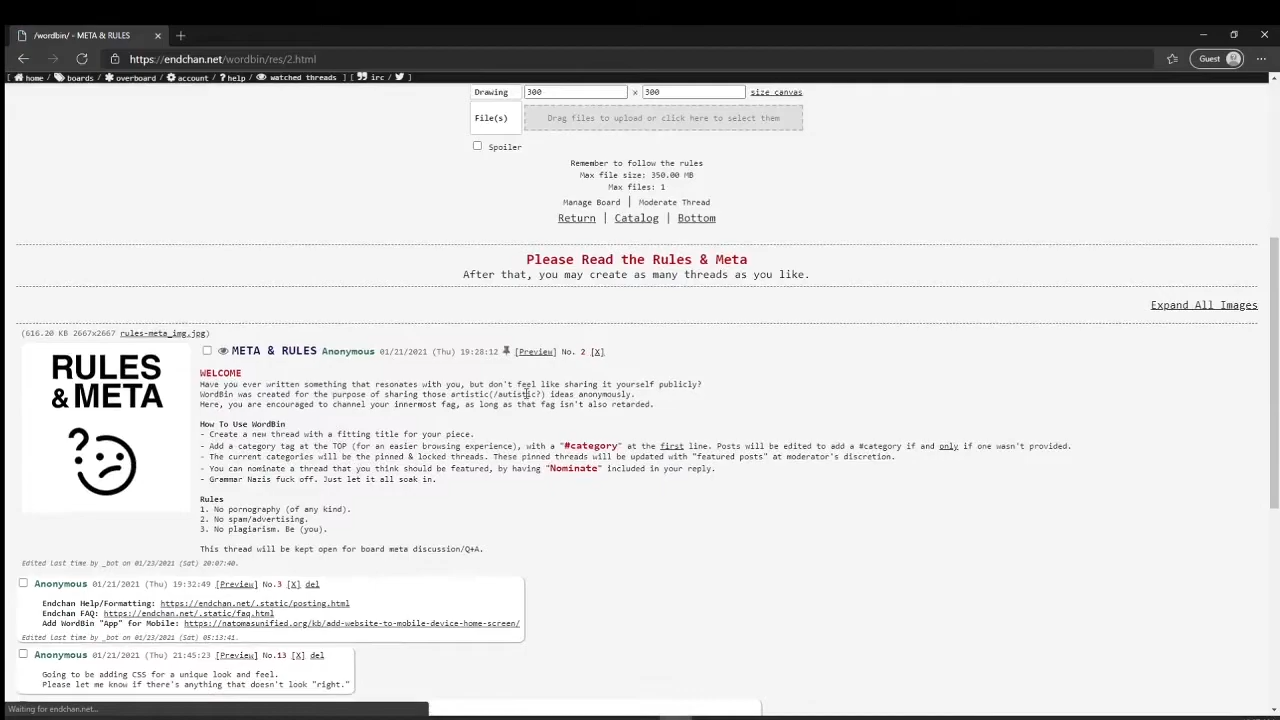 /wordbin/ - META & RULES
https://endchan.net/wordbin/res/2.html
Guest
[ home / boards / overboard / account / help / watched threads ] [ irc / ]
Drawing 300 x 300 size canvas
File(s) Drag files to upload or click here to select them
Spoiler
Remember to follow the rules
Max file size: 350.00 MB
Max files: 1
Manage Board | Moderate Thread
Return | Catalog | Bottom
Please Read the Rules & Meta
After that, you may create as many threads as you like.
Expand All Images
(616.20 KB 2667x2667 rules-meta_img.jpg)
RULES
& META
META & RULES Anonymous 01/21/2021 (Thu) 19:28:12 [Preview] No. 2 [X]
WELCOME
Have you ever written something that resonates with you, but don't feel like sharing it yourself publicly?
WordBin was created for the purpose of sharing those artistic(/autistic?) ideas anonymously.
Here, you are encouraged to channel your innermost fag, as long as that fag isn't also retarded.
How To Use WordBin
- Create a new thread with a fitting title for your piece.
- Add a category tag at the TOP (for an easier browsing experience), with a "#category" at the first line. Posts will be edited to add a #category if and only if one wasn't provided.
- The current categories will be the pinned & locked threads. These pinned threads will be updated with "featured posts" at moderator's discretion.
- You can nominate a thread that you think should be featured, by having "Nominate" included in your reply.
- Grammar Nazis fuck off. Just let it all soak in.
Rules
1. No pornography (of any kind).
2. No spam/advertising.
3. No plagiarism. Be (you).
This thread will be kept open for board meta discussion/Q+A.
Edited last time by _bot on 01/23/2021 (Sat) 20:07:40.
Anonymous 01/21/2021 (Thu) 19:32:49 [Preview] No.3 [X] del
Endchan Help/Formatting: https://endchan.net/.static/posting.html
Endchan FAQ: https://endchan.net/.static/faq.html
Add WordBin "App" for Mobile: https://natomasunified.org/kb/add-website-to-mobile-device-home-screen/
Edited last time by _bot on 01/23/2021 (Sat) 05:13:41.
Anonymous 01/21/2021 (Thu) 21:45:23 [Preview] No.13 [X] del
Going to be adding CSS for a unique look and feel.
Please let me know if there's anything that doesn't look "right."
Waiting for endchan.net...